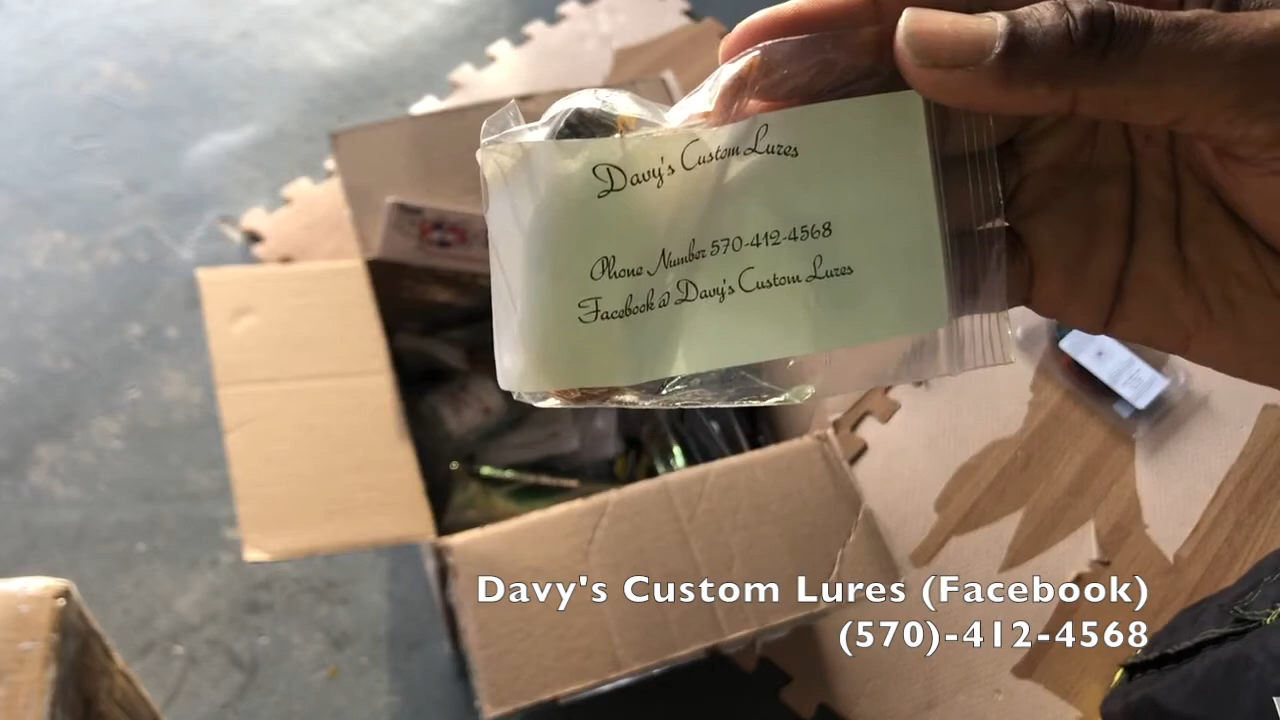 Davy's Custom Lures
Phone Number 570-412-4568
Facebook @ Davy's Custom Lures
Davy's Custom Lures (Facebook)
(570)-412-4568